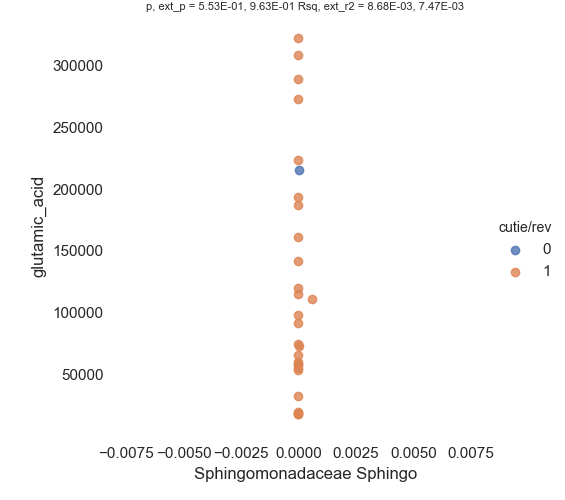 p, ext_p = 5.53E-01, 9.63E-01 Rsq, ext_r2 = 8.68E-03, 7.47E-03
300000
250000
200000
150000
100000
50000
glutamic_acid
cutie/rev
0
1
−0.0075 −0.0050 −0.0025 0.0000 0.0025 0.0050 0.0075
Sphingomonadaceae Sphingo